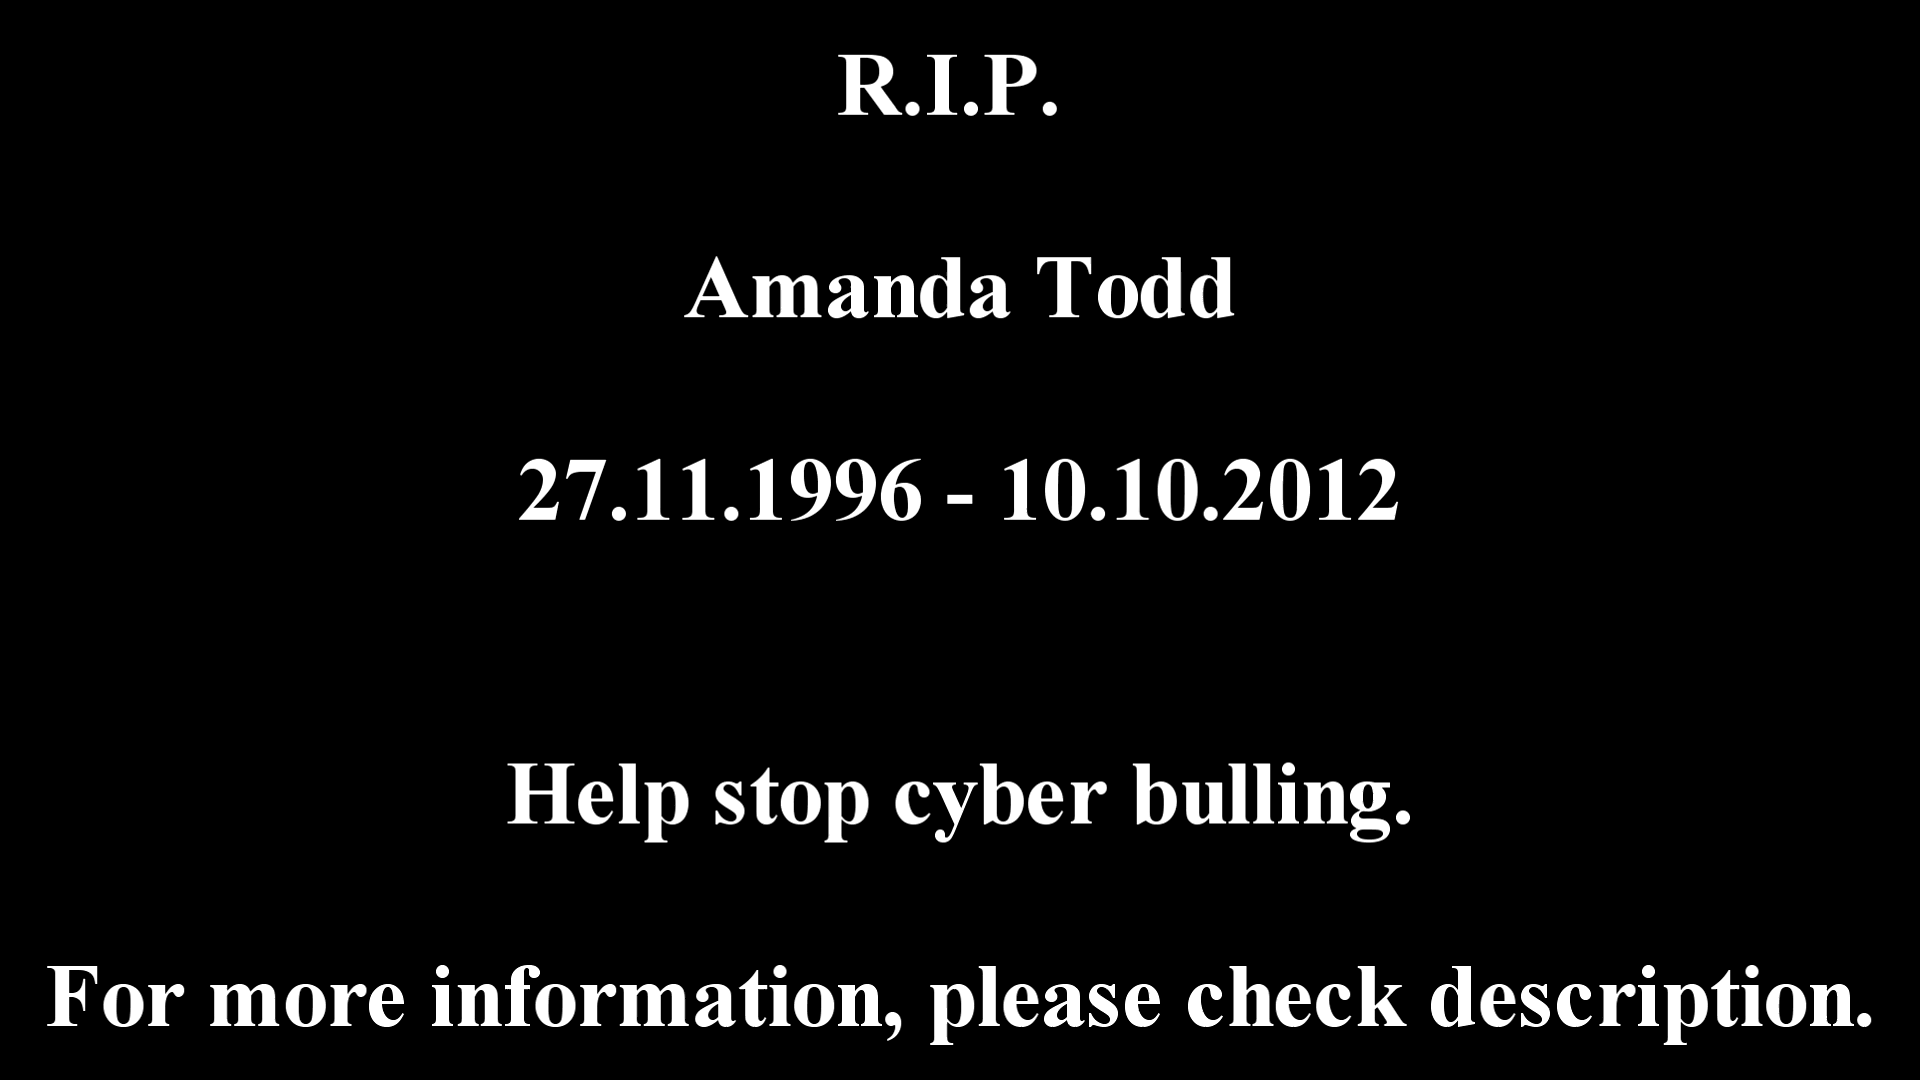 R.I.P.
Amanda Todd
27.11.1996 - 10.10.2012
Help stop cyber bulling.
For more information, please check description.